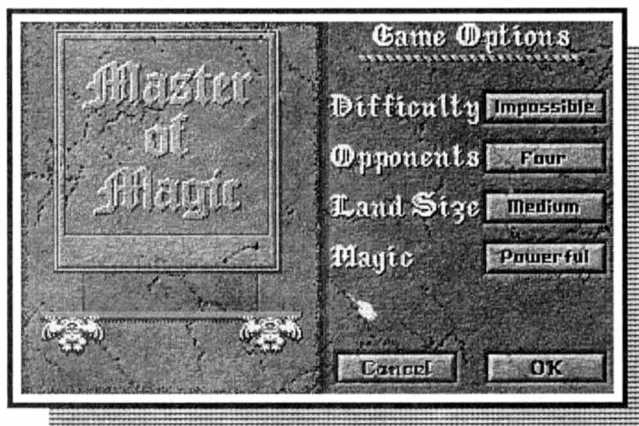 Master
of
Magic
Game Options
Difficulty Impossible
Opponents Four
Land Size Medium
Magic Powerful
Cancel OK